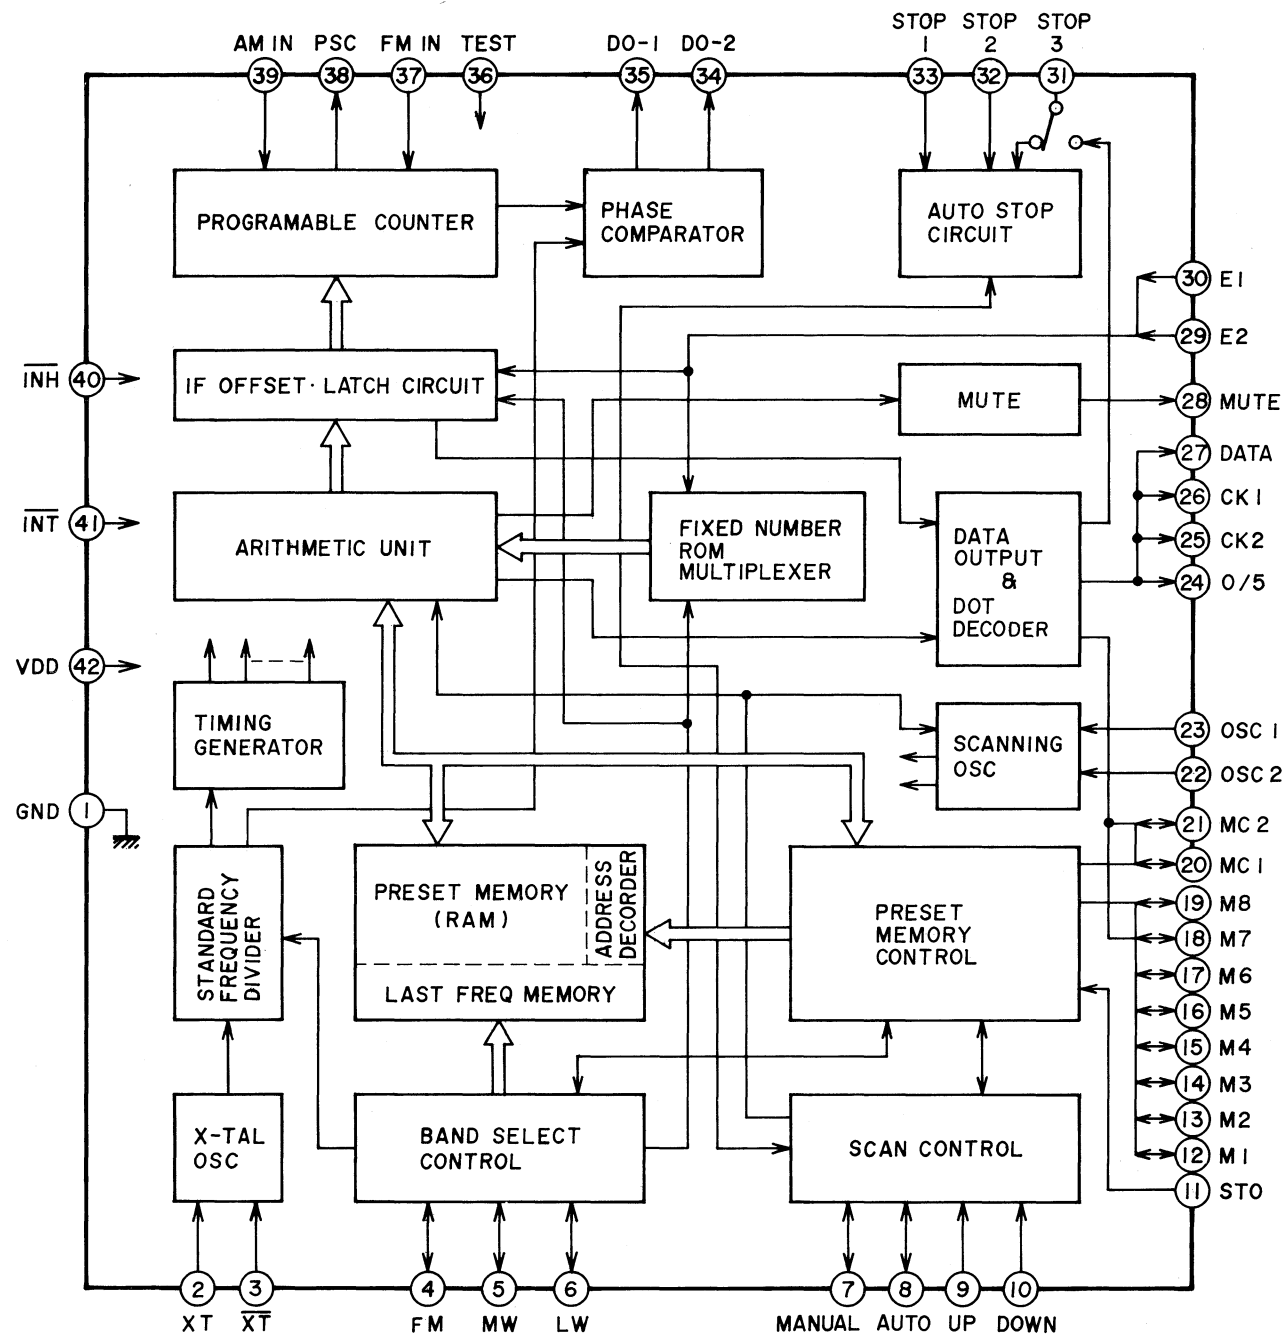 STOP STOP STOP
AM IN PSC FM IN TEST DO-1 DO-2 1 2 3
39 38 37 36 35 34 33 32 31
PROGRAMABLE COUNTER
PHASE
COMPARATOR
AUTO STOP
CIRCUIT
30 E1
29 E2
I̅N̅H̅ 40
IF OFFSET · LATCH CIRCUIT
MUTE
28 MUTE
27 DATA
26 CK1
25 CK2
24 0/5
I̅N̅T̅ 41
ARITHMETIC UNIT
FIXED NUMBER
ROM
MULTIPLEXER
DATA
OUTPUT
&
DOT
DECODER
VDD 42
TIMING
GENERATOR
SCANNING
OSC
23 OSC 1
22 OSC 2
GND 1
21 MC 2
20 MC 1
19 M8
18 M7
17 M6
16 M5
15 M4
14 M3
13 M2
12 M1
11 STO
STANDARD
FREQUENCY
DIVIDER
PRESET MEMORY
(RAM)
ADDRESS
DECORDER
LAST FREQ MEMORY
PRESET
MEMORY
CONTROL
X-TAL
OSC
BAND SELECT
CONTROL
SCAN CONTROL
2 3 4 5 6 7 8 9 10
XT X̅T̅ FM MW LW MANUAL AUTO UP DOWN